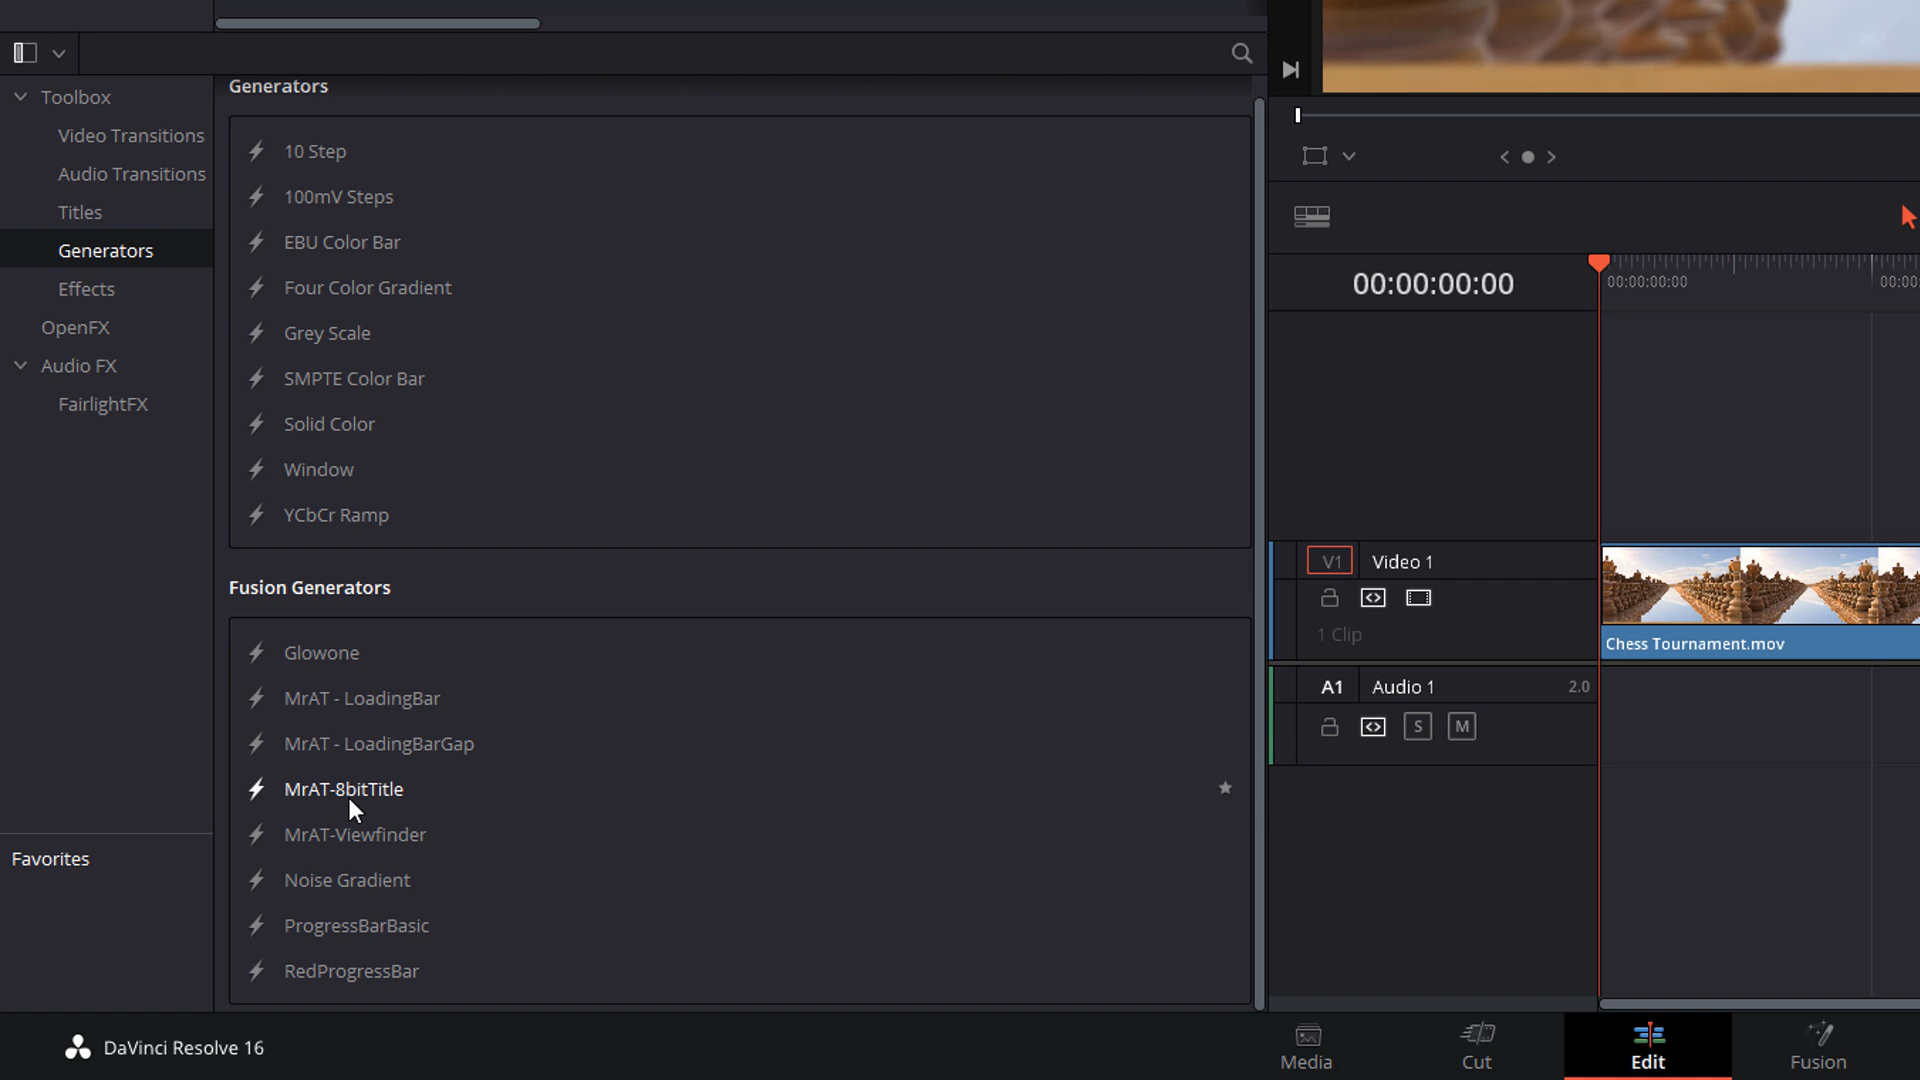 Generators
Toolbox
Video Transitions
Audio Transitions
Titles
Generators
Effects
OpenFX
Audio FX
FairlightFX
Favorites
10 Step
100mV Steps
EBU Color Bar
Four Color Gradient
Grey Scale
SMPTE Color Bar
Solid Color
Window
YCbCr Ramp
Fusion Generators
Glowone
MrAT - LoadingBar
MrAT - LoadingBarGap
MrAT-8bitTitle
MrAT-Viewfinder
Noise Gradient
ProgressBarBasic
RedProgressBar
00:00:00:00
00:00:00:00
00:00:
V1 Video 1
1 Clip
Chess Tournament.mov
A1 Audio 1 2.0
S M
DaVinci Resolve 16
Media
Cut
Edit
Fusion